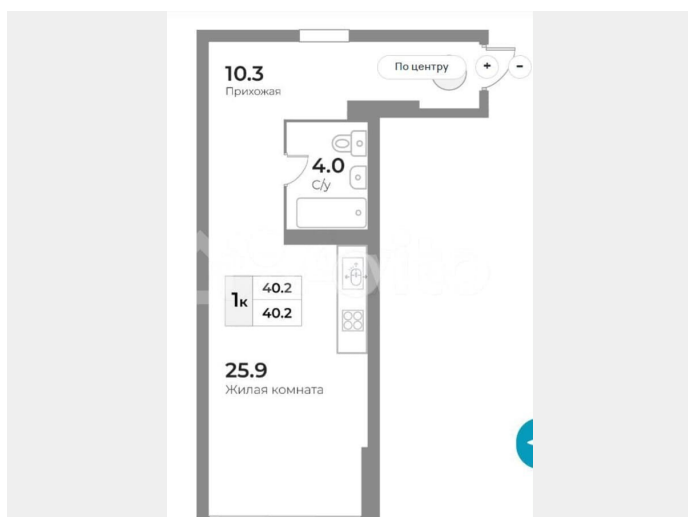 По центру
+
-
10.3
Прихожая
4.0
С/у
1к
40.2
40.2
25.9
Жилая комната